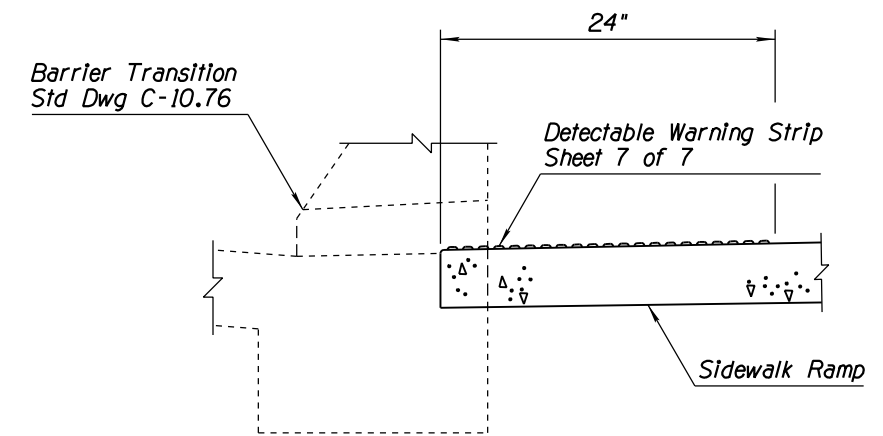 24"
Barrier Transition
Std Dwg C-10.76
Detectable Warning Strip
Sheet 7 of 7
Sidewalk Ramp